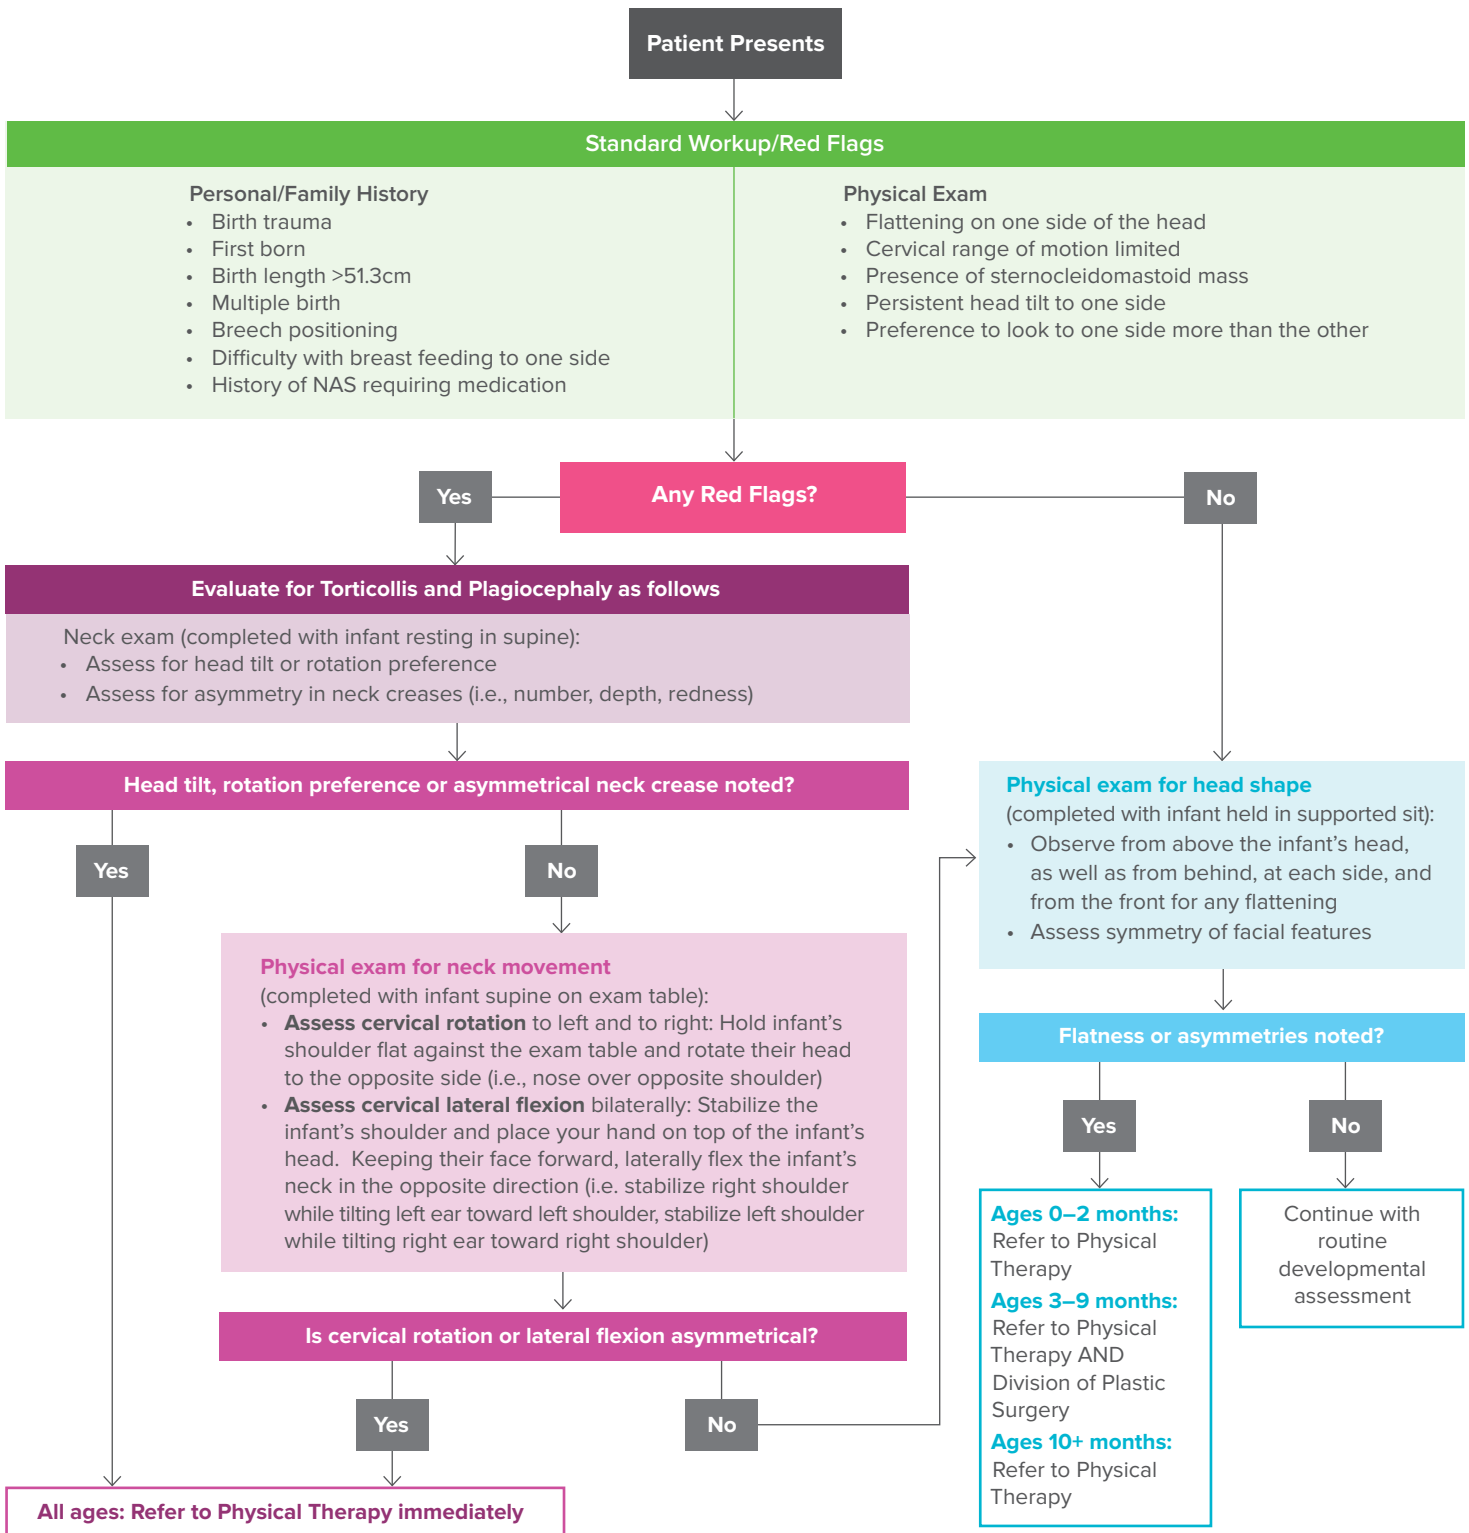 Patient Presents
Standard Workup/Red Flags
Personal/Family History
• Birth trauma
• First born
• Birth length >51.3cm
• Multiple birth
• Breech positioning
• Difficulty with breast feeding to one side
• History of NAS requiring medication
Physical Exam
• Flattening on one side of the head
• Cervical range of motion limited
• Presence of sternocleidomastoid mass
• Persistent head tilt to one side
• Preference to look to one side more than the other
Any Red Flags?
Yes
No
Evaluate for Torticollis and Plagiocephaly as follows
Neck exam (completed with infant resting in supine):
• Assess for head tilt or rotation preference
• Assess for asymmetry in neck creases (i.e., number, depth, redness)
Head tilt, rotation preference or asymmetrical neck crease noted?
Yes
No
Physical exam for neck movement
(completed with infant supine on exam table):
• Assess cervical rotation to left and to right: Hold infant’s
shoulder flat against the exam table and rotate their head
to the opposite side (i.e., nose over opposite shoulder)
• Assess cervical lateral flexion bilaterally: Stabilize the
infant’s shoulder and place your hand on top of the infant’s
head.  Keeping their face forward, laterally flex the infant’s
neck in the opposite direction (i.e. stabilize right shoulder
while tilting left ear toward left shoulder, stabilize left shoulder
while tilting right ear toward right shoulder)
Is cervical rotation or lateral flexion asymmetrical?
Yes
No
All ages: Refer to Physical Therapy immediately
Physical exam for head shape
(completed with infant held in supported sit):
• Observe from above the infant’s head,
as well as from behind, at each side, and
from the front for any flattening
• Assess symmetry of facial features
Flatness or asymmetries noted?
Yes
No
Ages 0–2 months:
Refer to Physical
Therapy
Ages 3–9 months:
Refer to Physical
Therapy AND
Division of Plastic
Surgery
Ages 10+ months:
Refer to Physical
Therapy
Continue with
routine
developmental
assessment